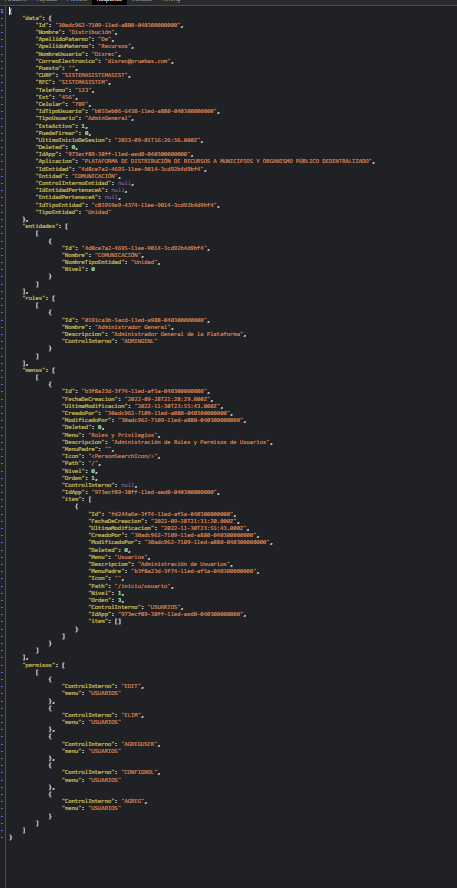 {
"data": {
"Id": "30adc962-7109-11ed-a880-040300000000",
"Nombre": "Distribución",
"ApellidoPaterno": "De",
"ApellidoMaterno": "Recursos",
"NombreUsuario": "Disrec",
"CorreoElectronico": "disrec@pruebas.com",
"Puesto": "",
"CURP": "SISTEMASISTEMASIST",
"RFC": "SISTEMASISTEM",
"Telefono": "123",
"Ext": "456",
"Celular": "789",
"IdTipoUsuario": "b055eb06-6438-11ed-a880-040300000000",
"TipoUsuario": "AdminGeneral",
"EstaActivo": 1,
"PuedeFirmar": 0,
"UltimoInicioDeSesion": "2023-09-01T16:26:56.000Z",
"Deleted": 0,
"IdApp": "973ecf89-38ff-11ed-aed0-040300000000",
"Aplicacion": "PLATAFORMA DE DISTRIBUCIÓN DE RECURSOS A MUNICIPIOS Y ORGANISMO PÚBLICO DEDENTRALIZADO",
"IdEntidad": "4d8ce7a2-4695-11ee-9014-3cd92b4d9bf4",
"Entidad": "COMUNICACIÓN",
"ControlInternoEntidad": null,
"IdEntidadPerteneceA": null,
"EntidadPerteneceA": null,
"IdTipoEntidad": "c85959e9-4374-11ee-9014-3cd92b4d9bf4",
"TipoEntidad": "Unidad"
},
"entidades": [
[
{
"Id": "4d8ce7a2-4695-11ee-9014-3cd92b4d9bf4",
"Nombre": "COMUNICACIÓN",
"NombreTipoEntidad": "Unidad",
"Nivel": 0
}
]
],
"roles": [
[
{
"Id": "0191ca3b-5acd-11ed-a988-040300000000",
"Nombre": "Administrador General",
"Descripcion": "Administrador General de la Plataforma",
"ControlInterno": "ADMINGENL"
}
]
],
"menus": [
[
{
"Id": "b3f8a23d-3f74-11ed-af5a-040300000000",
"FechaDeCreacion": "2022-09-28T21:28:29.000Z",
"UltimaModificacion": "2022-11-30T23:55:43.000Z",
"CreadoPor": "30adc962-7109-11ed-a880-040300000000",
"ModificadoPor": "30adc962-7109-11ed-a880-040300000000",
"Deleted": 0,
"Menu": "Roles y Privilegios",
"Descripcion": "Administración de Roles y Permisos de Usuarios",
"MenuPadre": "",
"Icon": "<PersonSearchIcon/>",
"Path": "/",
"Nivel": 0,
"Orden": 1,
"ControlInterno": null,
"IdApp": "973ecf89-38ff-11ed-aed0-040300000000",
"item": [
{
"Id": "fd244a6e-3f74-11ed-af5a-040300000000",
"FechaDeCreacion": "2022-09-28T21:31:20.000Z",
"UltimaModificacion": "2022-11-30T23:55:43.000Z",
"CreadoPor": "30adc962-7109-11ed-a880-040300000000",
"ModificadoPor": "30adc962-7109-11ed-a880-040300000000",
"Deleted": 0,
"Menu": "Usuarios",
"Descripcion": "Administración de Usuarios",
"MenuPadre": "b3f8a23d-3f74-11ed-af5a-040300000000",
"Icon": "",
"Path": "/inicio/usuario",
"Nivel": 1,
"Orden": 3,
"ControlInterno": "USUARIOS",
"IdApp": "973ecf89-38ff-11ed-aed0-040300000000",
"item": []
}
]
}
]
],
"permisos": [
[
{
"ControlInterno": "EDIT",
"menu": "USUARIOS"
},
{
"ControlInterno": "ELIM",
"menu": "USUARIOS"
},
{
"ControlInterno": "AGREGUSER",
"menu": "USUARIOS"
},
{
"ControlInterno": "CONFIGROL",
"menu": "USUARIOS"
},
{
"ControlInterno": "AGREG",
"menu": "USUARIOS"
}
]
]
}